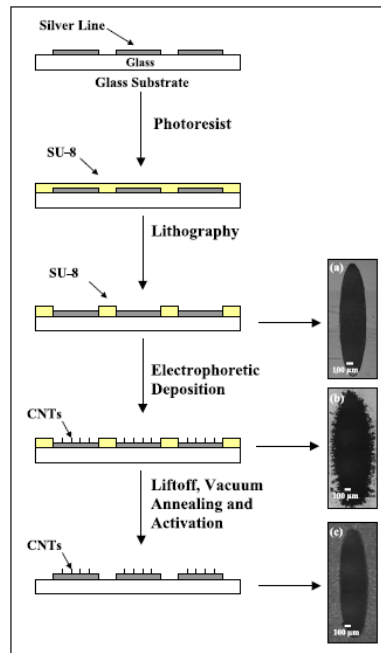 Silver Line
Glass
Glass Substrate
Photoresist
SU-8
Lithography
SU-8
(a)
100 μm
Electrophoretic
Deposition
CNTs
(b)
100 μm
Liftoff, Vacuum
Annealing and
Activation
CNTs
(c)
100 μm